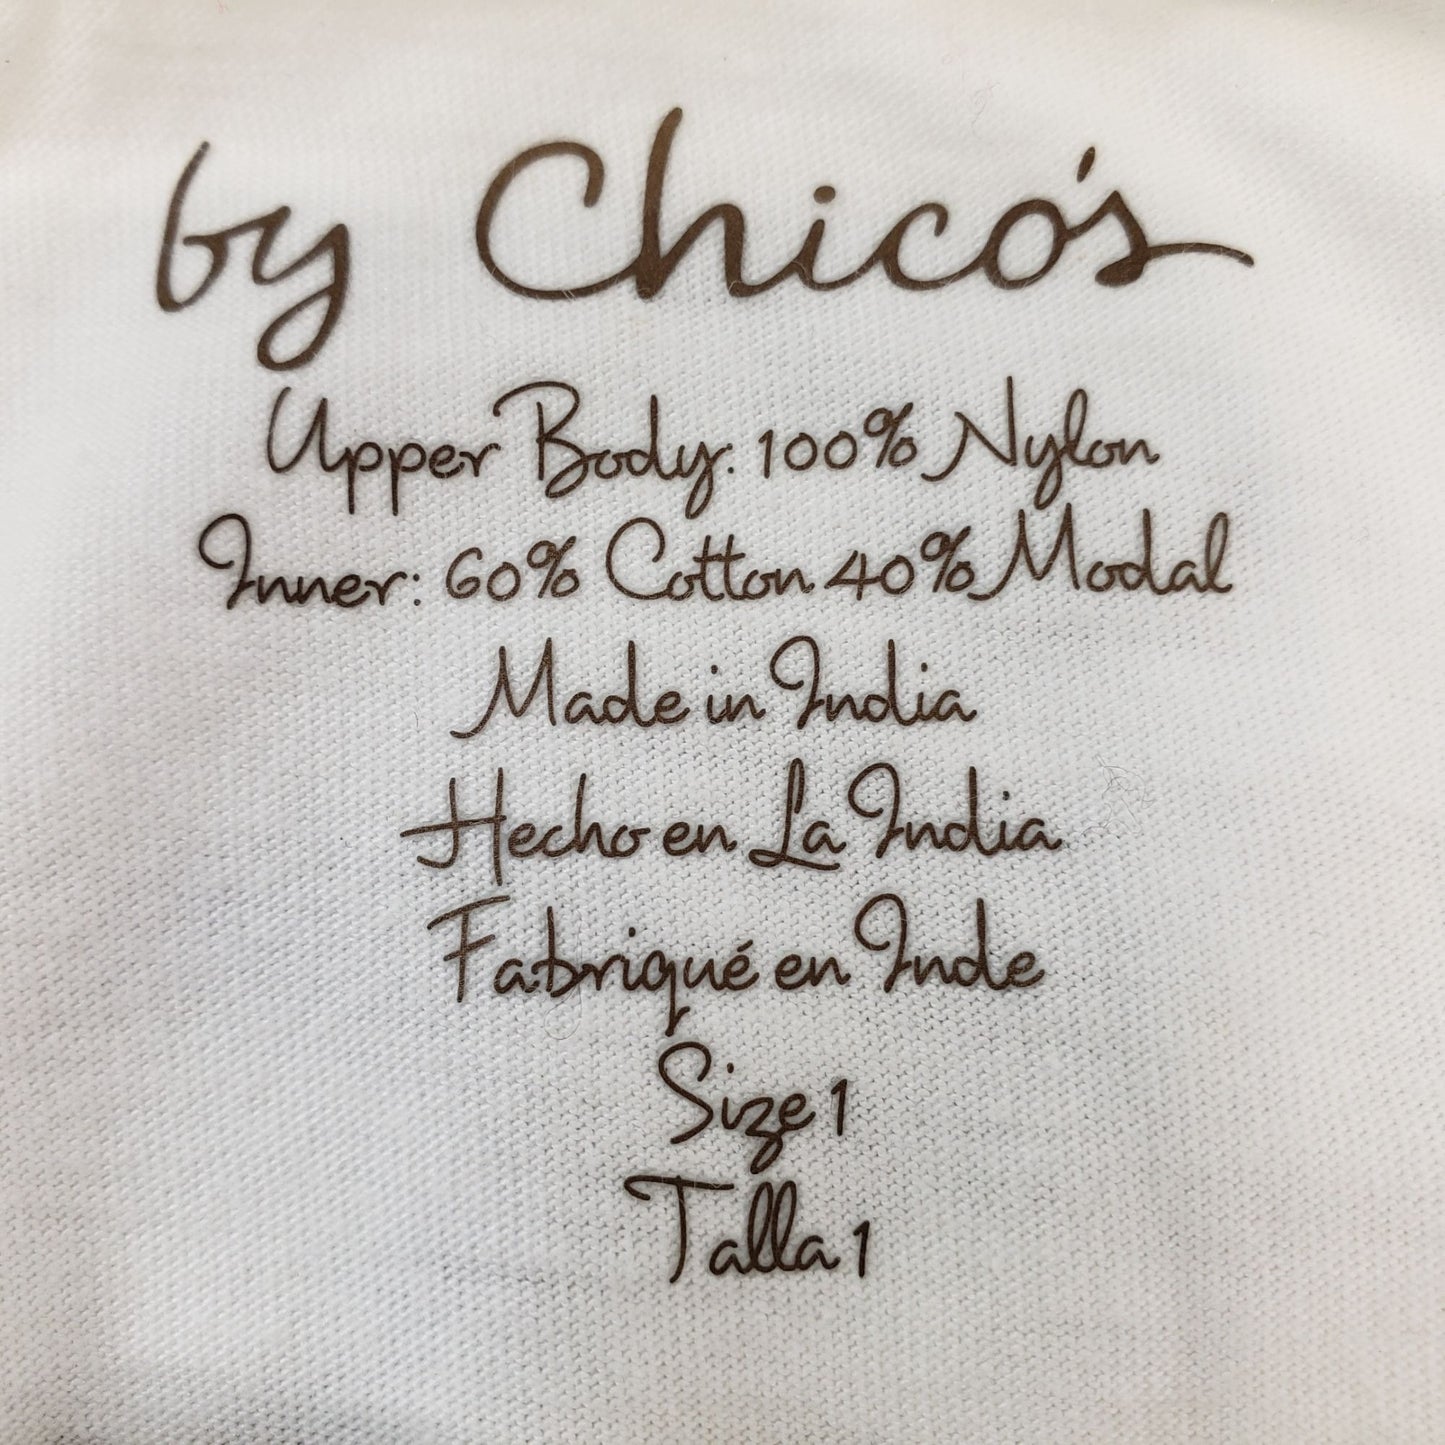 by Chico's
Upper Body: 100% Nylon
Inner: 60% Cotton 40% Modal
Made in India
Hecho en La India
Fabriqué en Inde
Size 1
Talla 1